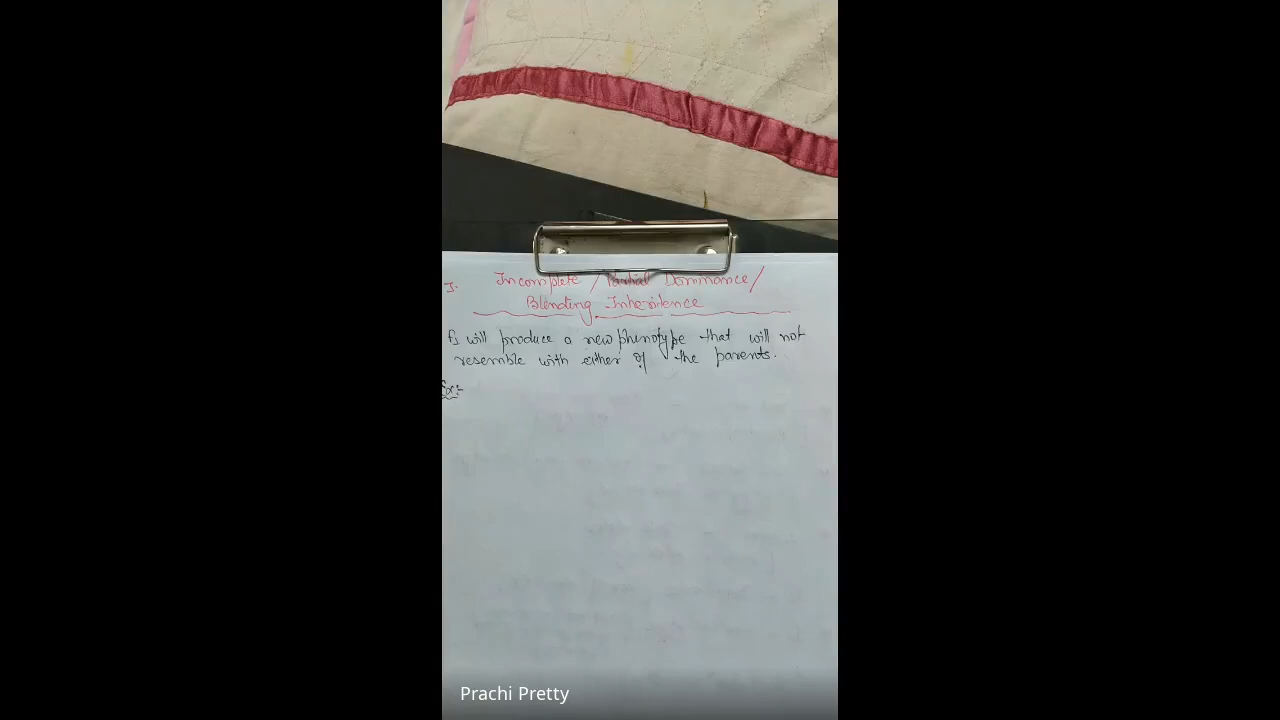 I. Incomplete / Partial Dominance /
Blending Inheridence
F1 will produce a new phenotype that will not
resemble with either of the parents.
Ex:-
Prachi Pretty